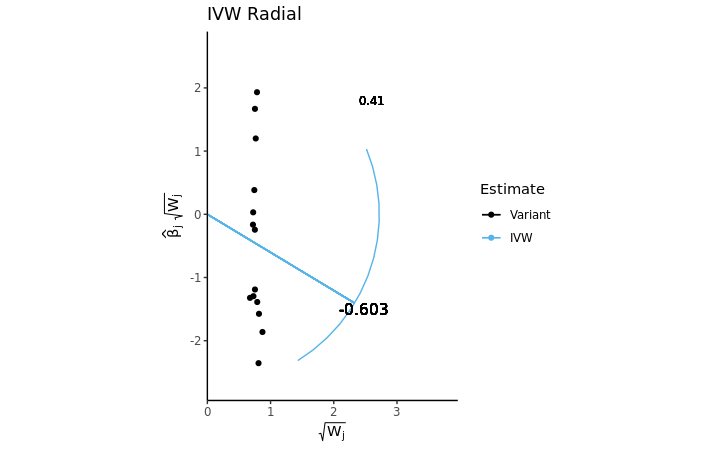 IVW Radial
2
1
0
-1
-2
β̂j √Wj
0.41
-0.603
0 1 2 3
√Wj
Estimate
Variant
IVW